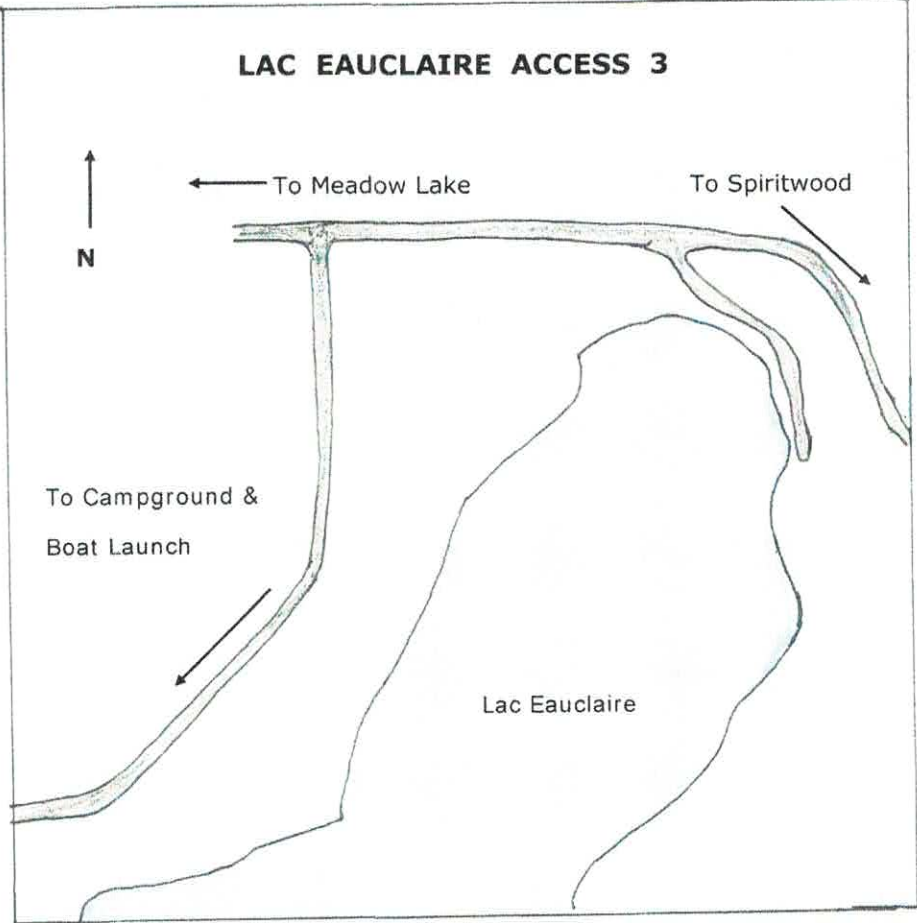 LAC EAUCLAIRE ACCESS 3
To Meadow Lake
To Spiritwood
N
To Campground &
Boat Launch
Lac Eauclaire